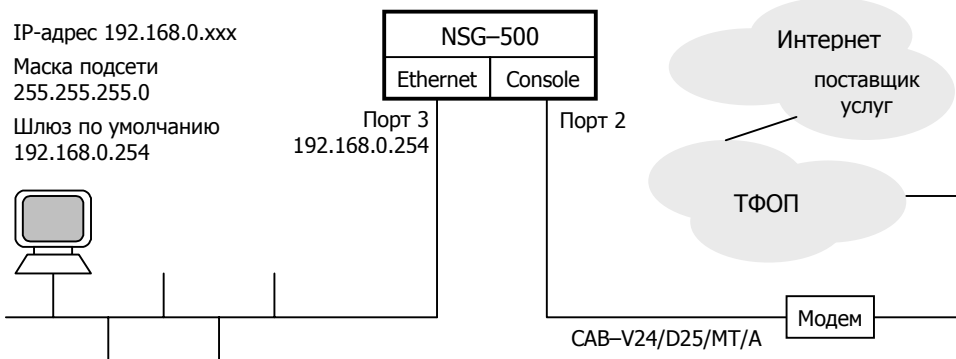 IP-адрес 192.168.0.xxx
Маска подсети
255.255.255.0
Шлюз по умолчанию
192.168.0.254
NSG–500
Ethernet
Console
Порт 3
192.168.0.254
Порт 2
Интернет
поставщик
услуг
ТФОП
Модем
CAB–V24/D25/MT/A